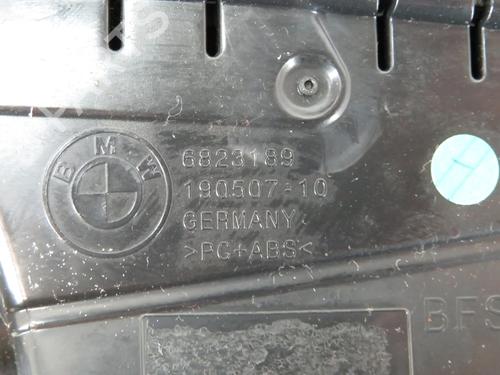 BMW
6823189
190507-10
GERMANY
>PC+ABS<
BFS